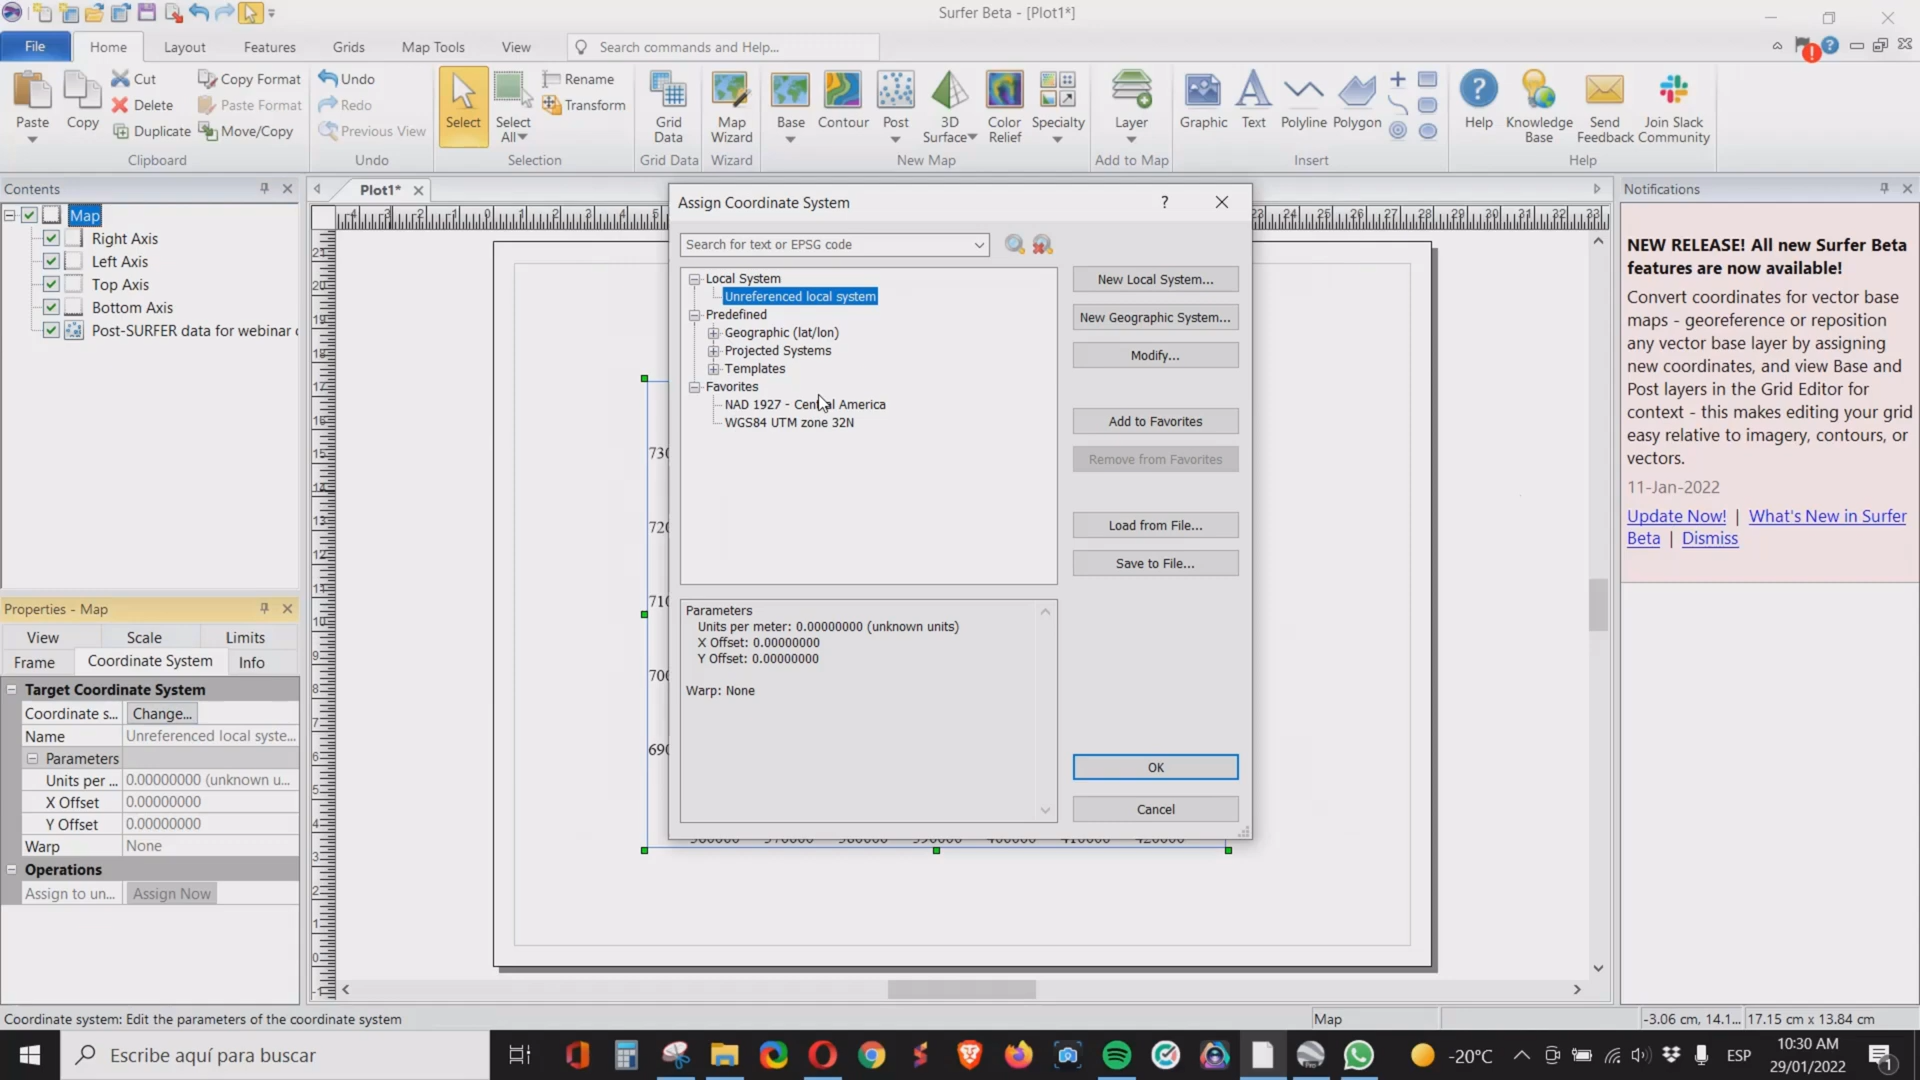 Surfer Beta - [Plot1*]
File
Home
Layout
Features
Grids
Map Tools
View
Search commands and Help...
Paste
Copy
Cut
Delete
Duplicate
Copy Format
Paste Format
Move/Copy
Clipboard
Undo
Redo
Previous View
Undo
Select
Select All
Rename
Transform
Selection
Grid Data
Grid Data
Map Wizard
Wizard
Base
Contour
Post
3D Surface
Color Relief
Specialty
New Map
Layer
Add to Map
Graphic
Text
Polyline
Polygon
Insert
Help
Knowledge Base
Send Feedback
Join Slack Community
Help
Contents
Map
Right Axis
Left Axis
Top Axis
Bottom Axis
Post-SURFER data for webinar
Plot1*
Assign Coordinate System
Search for text or EPSG code
Local System
Unreferenced local system
Predefined
Geographic (lat/lon)
Projected Systems
Templates
Favorites
NAD 1927 - Central America
WGS84 UTM zone 32N
New Local System...
New Geographic System...
Modify...
Add to Favorites
Remove from Favorites
Load from File...
Save to File...
Parameters
Units per meter: 0.00000000 (unknown units)
X Offset: 0.00000000
Y Offset: 0.00000000
Warp: None
OK
Cancel
Notifications
NEW RELEASE! All new Surfer Beta
features are now available!
Convert coordinates for vector base
maps - georeference or reposition
any vector base layer by assigning
new coordinates, and view Base and
Post layers in the Grid Editor for
context - this makes editing your grid
easy relative to imagery, contours, or
vectors.
11-Jan-2022
Update Now! | What's New in Surfer
Beta | Dismiss
Properties - Map
View
Scale
Limits
Frame
Coordinate System
Info
Target Coordinate System
Coordinate s...
Change...
Name
Unreferenced local syste...
Parameters
Units per ...
0.00000000 (unknown u...
X Offset
0.00000000
Y Offset
0.00000000
Warp
None
Operations
Assign to un...
Assign Now
Coordinate system: Edit the parameters of the coordinate system
Map
-3.06 cm, 14.1...
17.15 cm x 13.84 cm
Escribe aquí para buscar
-20°C
ESP
10:30 AM
29/01/2022
1